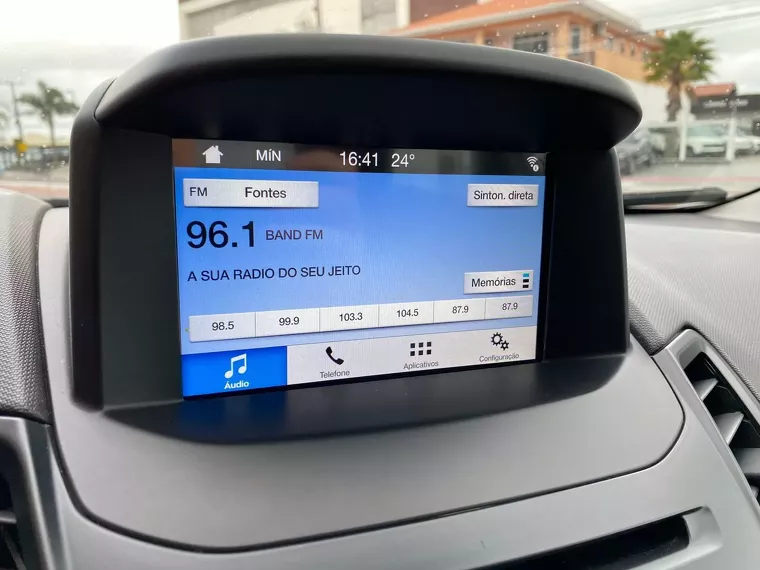 MÍN 16:41 24°
FM Fontes Sinton. direta
96.1 BAND FM
A SUA RADIO DO SEU JEITO
Memórias
98.5 99.9 103.3 104.5 87.9 87.9
Áudio Telefone Aplicativos Configuração